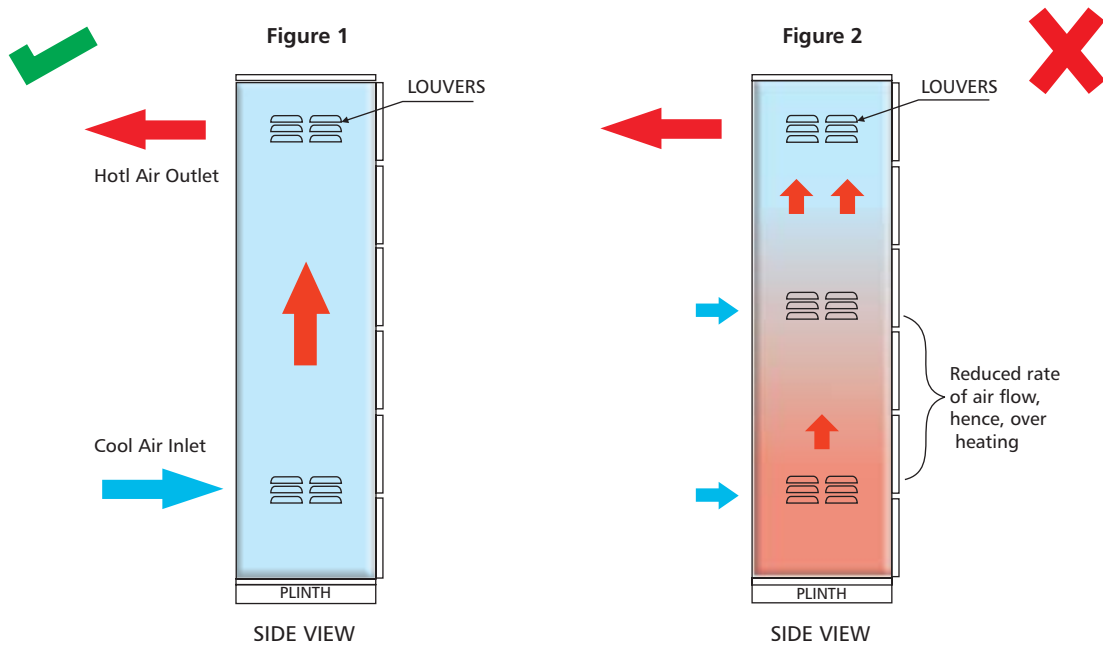 Figure 1
LOUVERS
Hotl Air Outlet
Cool Air Inlet
PLINTH
SIDE VIEW
Figure 2
LOUVERS
Reduced rate
of air flow,
hence, over
heating
PLINTH
SIDE VIEW